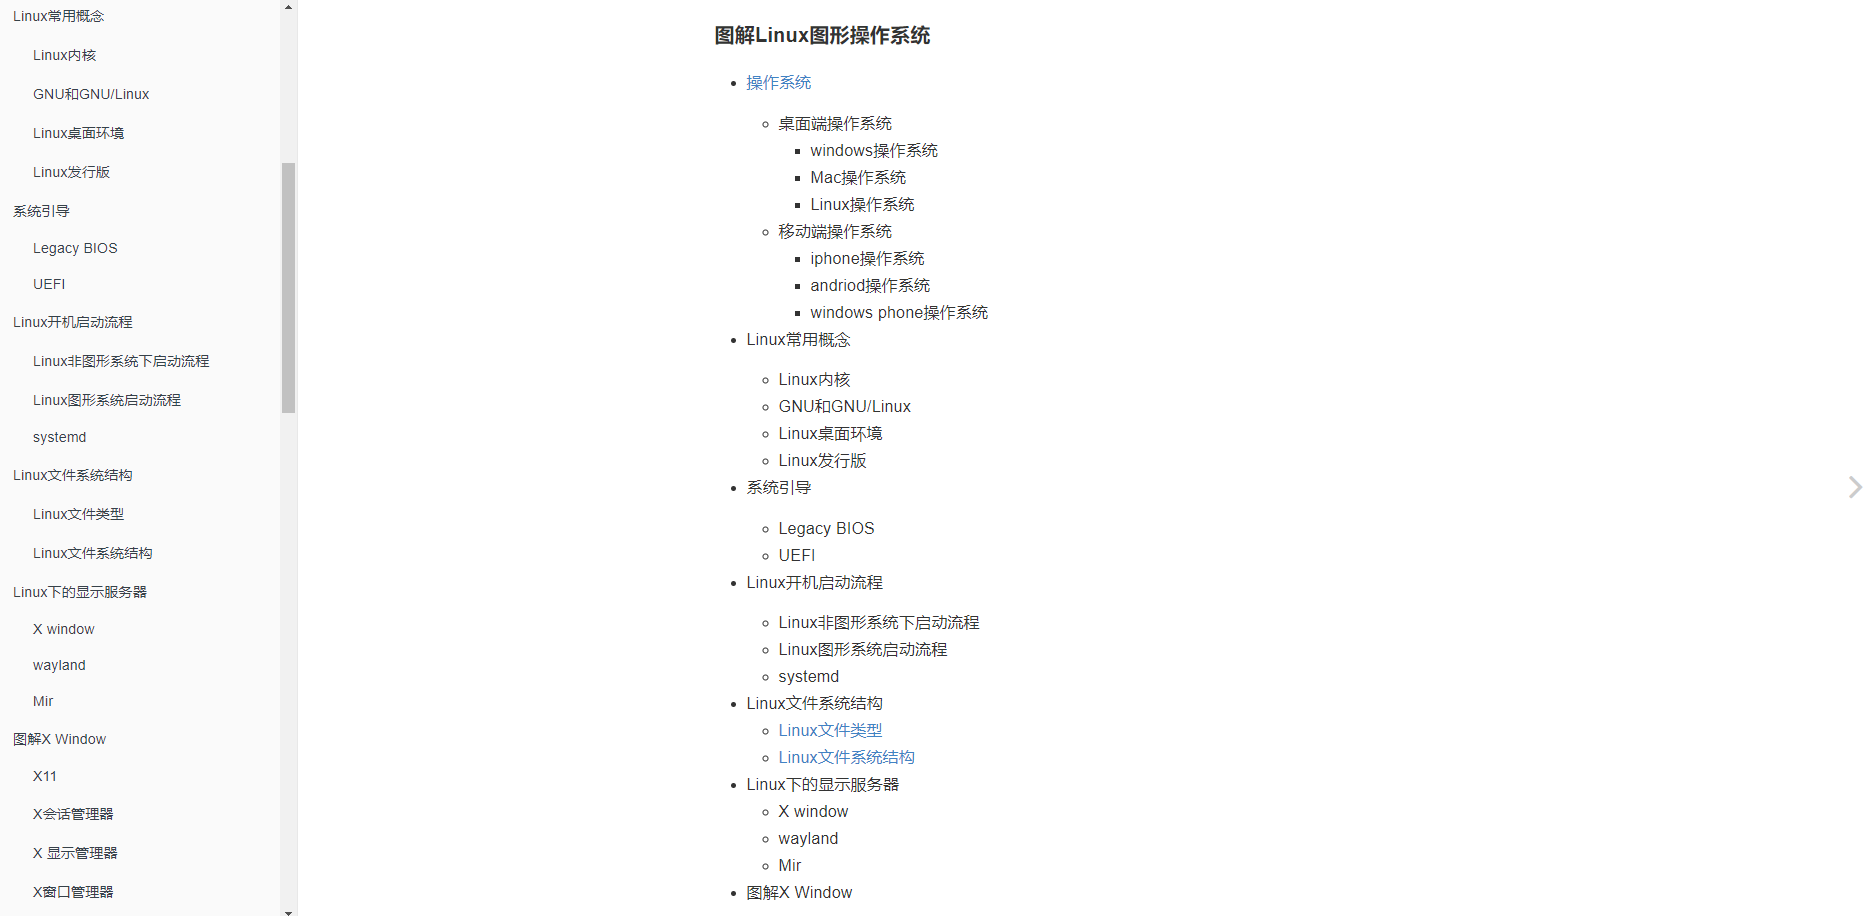 Linux常用概念
Linux内核
GNU和GNU/Linux
Linux桌面环境
Linux发行版
系统引导
Legacy BIOS
UEFI
Linux开机启动流程
Linux非图形系统下启动流程
Linux图形系统启动流程
systemd
Linux文件系统结构
Linux文件类型
Linux文件系统结构
Linux下的显示服务器
X window
wayland
Mir
图解X Window
X11
X会话管理器
X 显示管理器
X窗口管理器
图解Linux图形操作系统
操作系统
桌面端操作系统
windows操作系统
Mac操作系统
Linux操作系统
移动端操作系统
iphone操作系统
andriod操作系统
windows phone操作系统
Linux常用概念
Linux内核
GNU和GNU/Linux
Linux桌面环境
Linux发行版
系统引导
Legacy BIOS
UEFI
Linux开机启动流程
Linux非图形系统下启动流程
Linux图形系统启动流程
systemd
Linux文件系统结构
Linux文件类型
Linux文件系统结构
Linux下的显示服务器
X window
wayland
Mir
图解X Window